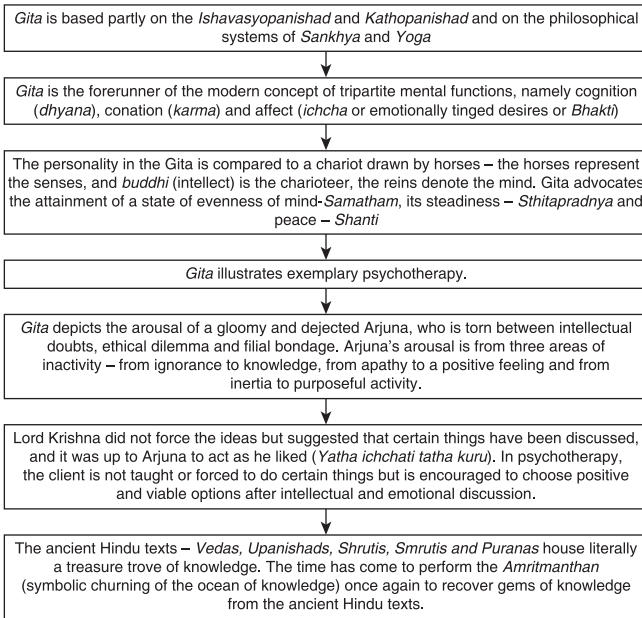 Gita is based partly on the Ishavasyopanishad and Kathopanishad and on the philosophical
systems of Sankhya and Yoga
Gita is the forerunner of the modern concept of tripartite mental functions, namely cognition
(dhyana), conation (karma) and affect (ichcha or emotionally tinged desires or Bhakti)
The personality in the Gita is compared to a chariot drawn by horses – the horses represent
the senses, and buddhi (intellect) is the charioteer, the reins denote the mind. Gita advocates
the attainment of a state of evenness of mind-Samatham, its steadiness – Sthitapradnya and
peace – Shanti
Gita illustrates exemplary psychotherapy.
Gita depicts the arousal of a gloomy and dejected Arjuna, who is torn between intellectual
doubts, ethical dilemma and filial bondage. Arjuna's arousal is from three areas of
inactivity – from ignorance to knowledge, from apathy to a positive feeling and from
inertia to purposeful activity.
Lord Krishna did not force the ideas but suggested that certain things have been discussed,
and it was up to Arjuna to act as he liked (Yatha ichchati tatha kuru). In psychotherapy,
the client is not taught or forced to do certain things but is encouraged to choose positive
and viable options after intellectual and emotional discussion.
The ancient Hindu texts – Vedas, Upanishads, Shrutis, Smrutis and Puranas house literally
a treasure trove of knowledge. The time has come to perform the Amritmanthan
(symbolic churning of the ocean of knowledge) once again to recover gems of knowledge
from the ancient Hindu texts.